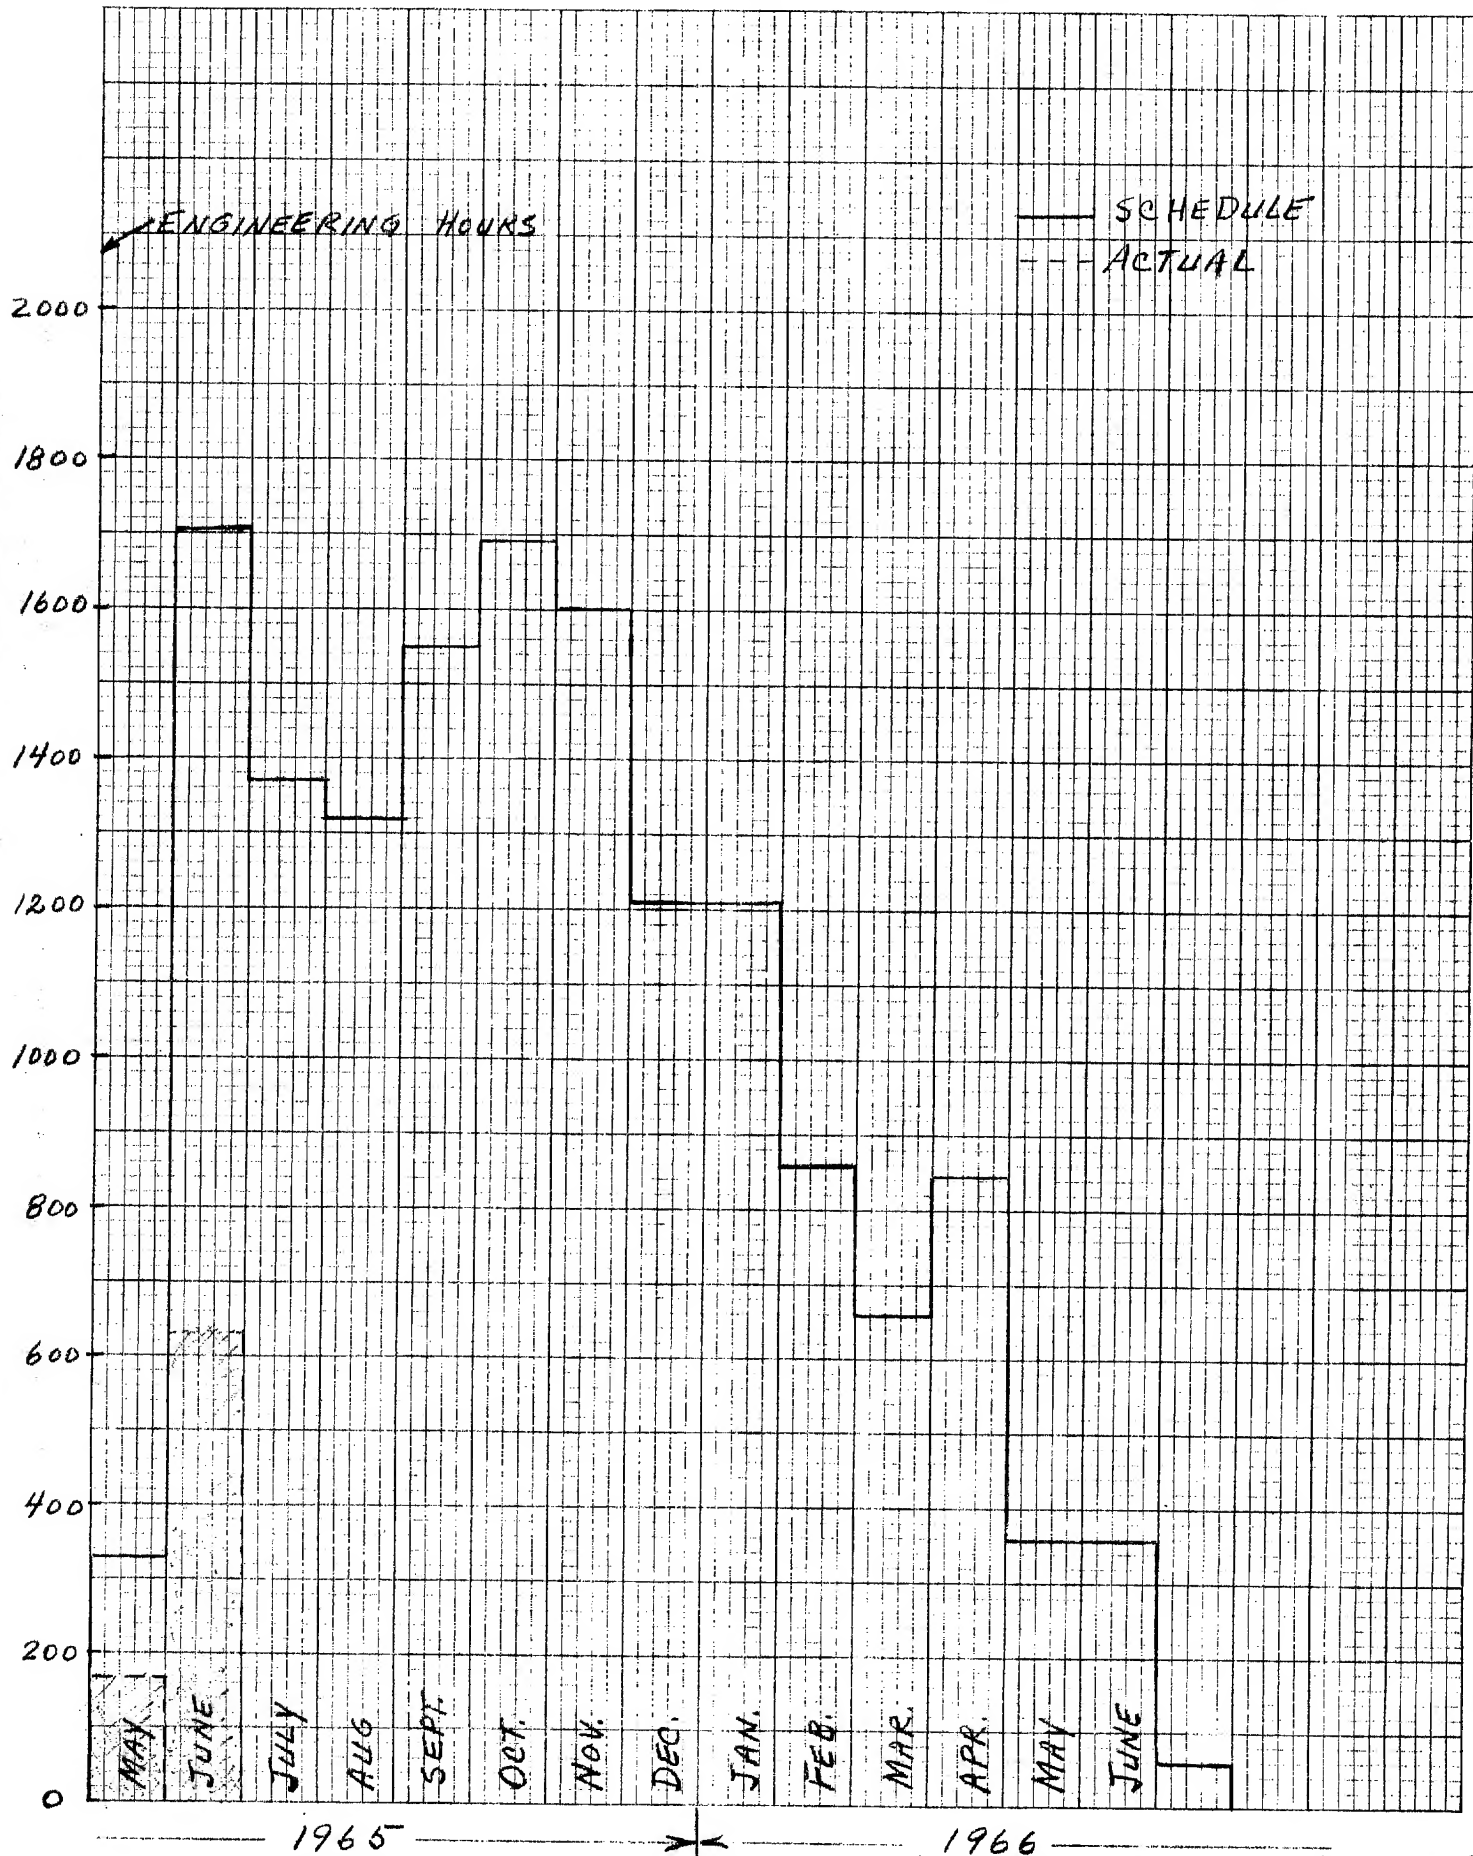 ENGINEERING HOURS
SCHEDULE
ACTUAL
2000
1800
1600
1400
1200
1000
800
600
400
200
0
MAY
JUNE
JULY
AUG
SEPT.
OCT.
NOV.
DEC.
JAN.
FEB.
MAR.
APR.
MAY
JUNE
1965
1966